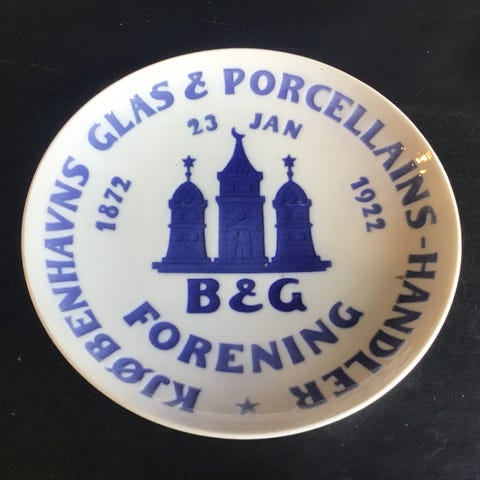 KJØBENHAVNS GLAS & PORCELLAINS-HANDLER
23 JAN
1872
1922
B&G
FORENING